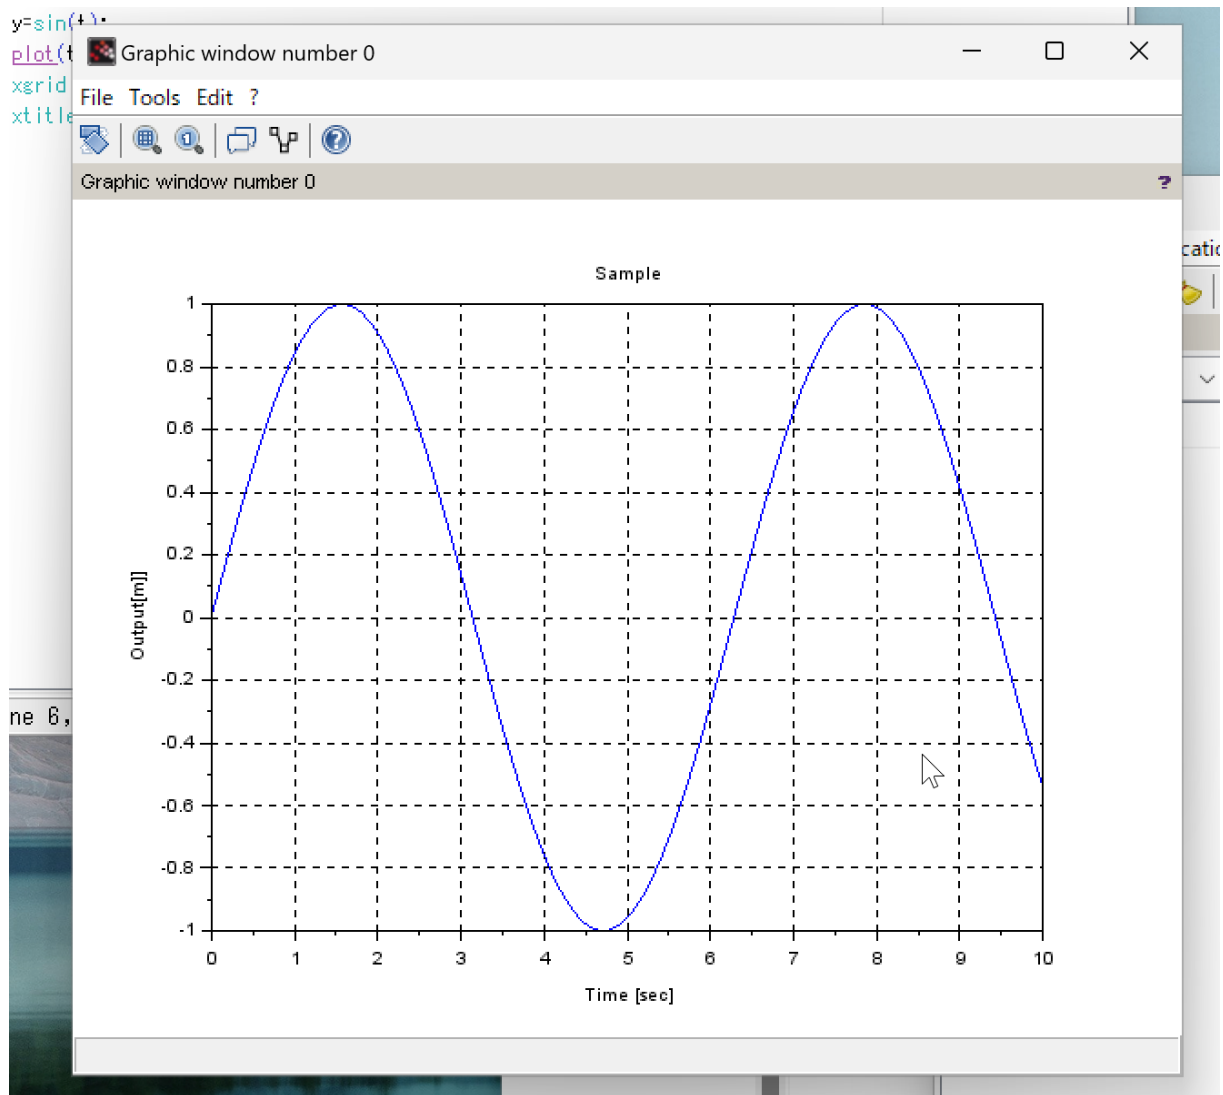 y=sin(t);
plot(t
xgrid
xtitle
Graphic window number 0
File Tools Edit ?
Graphic window number 0 ?
Sample
1
0.8
0.6
0.4
0.2
0
-0.2
-0.4
-0.6
-0.8
-1
Output[m]]
0 1 2 3 4 5 6 7 8 9 10
Time [sec]
ne 6,